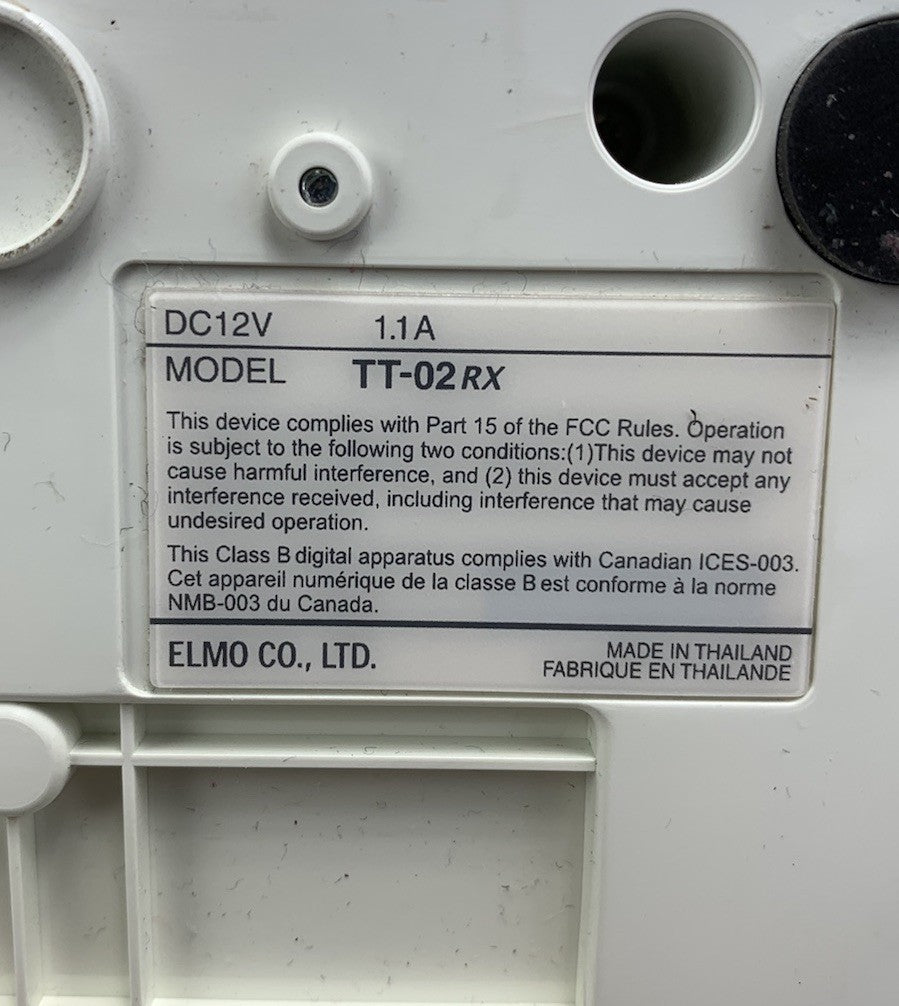 DC12V 1.1A
MODEL TT-02RX
This device complies with Part 15 of the FCC Rules. Operation
is subject to the following two conditions:(1)This device may not
cause harmful interference, and (2) this device must accept any
interference received, including interference that may cause
undesired operation.
This Class B digital apparatus complies with Canadian ICES-003.
Cet appareil numérique de la classe B est conforme à la norme
NMB-003 du Canada.
ELMO CO., LTD. MADE IN THAILAND
FABRIQUE EN THAILANDE